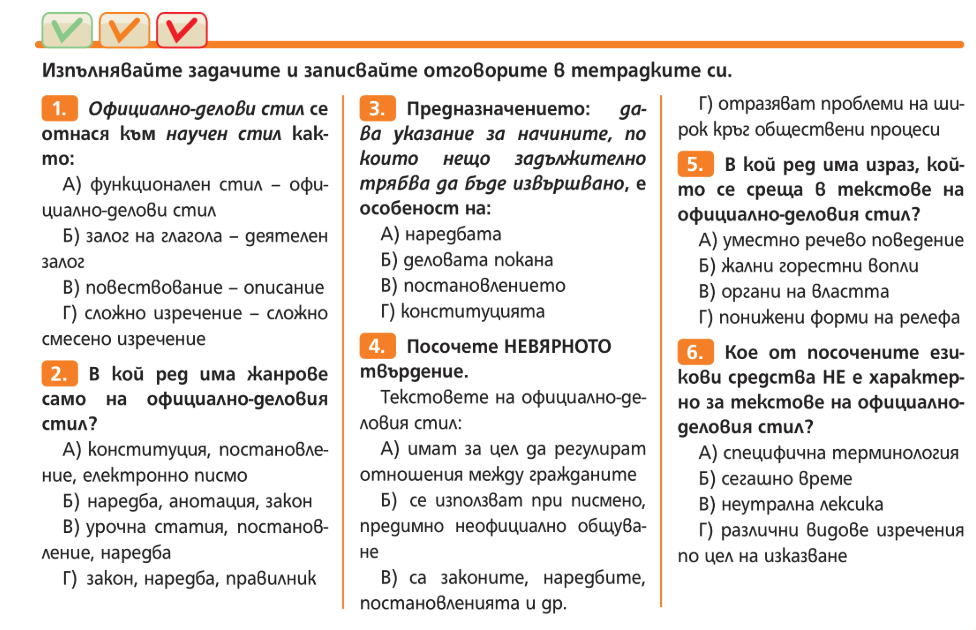 Изпълнявайте задачите и записвайте отговорите в тетрадките си.
1. Официално-делови стил се
отнася към научен стил как-
то:
А) функционален стил – офи-
циално-делови стил
Б) залог на глагола – деятелен
залог
В) повествование – описание
Г) сложно изречение – сложно
смесено изречение
2. В кой ред има жанрове
само на официално-деловия
стил?
А) конституция, постановле-
ние, електронно писмо
Б) наредба, анотация, закон
В) урочна статия, постанов-
ление, наредба
Г) закон, наредба, правилник
3. Предназначението: да-
ва указание за начините, по
които нещо задължително
трябва да бъде извършвано, е
особеност на:
А) наредбата
Б) деловата покана
В) постановлението
Г) конституцията
4. Посочете НЕВЯРНОТО
твърдение.
Текстовете на официално-де-
ловия стил:
А) имат за цел да регулират
отношения между гражданите
Б) се използват при писмено,
предимно неофициално общува-
не
В) са законите, наредбите,
постановленията и др.
Г) отразяват проблеми на ши-
рок кръг обществени процеси
5. В кой ред има израз, кой-
то се среща в текстове на
официално-деловия стил?
А) уместно речево поведение
Б) жални горестни вопли
В) органи на властта
Г) понижени форми на релефа
6. Кое от посочените ези-
кови средства НЕ е характер-
но за текстове на официално-
деловия стил?
А) специфична терминология
Б) сегашно време
В) неутрална лексика
Г) различни видове изречения
по цел на изказване